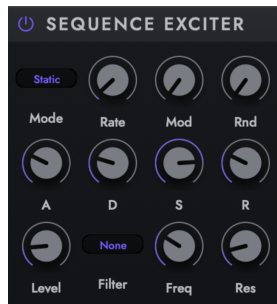 SEQUENCE EXCITER
Static
Mode Rate Mod Rnd
A D S R
None
Level Filter Freq Res